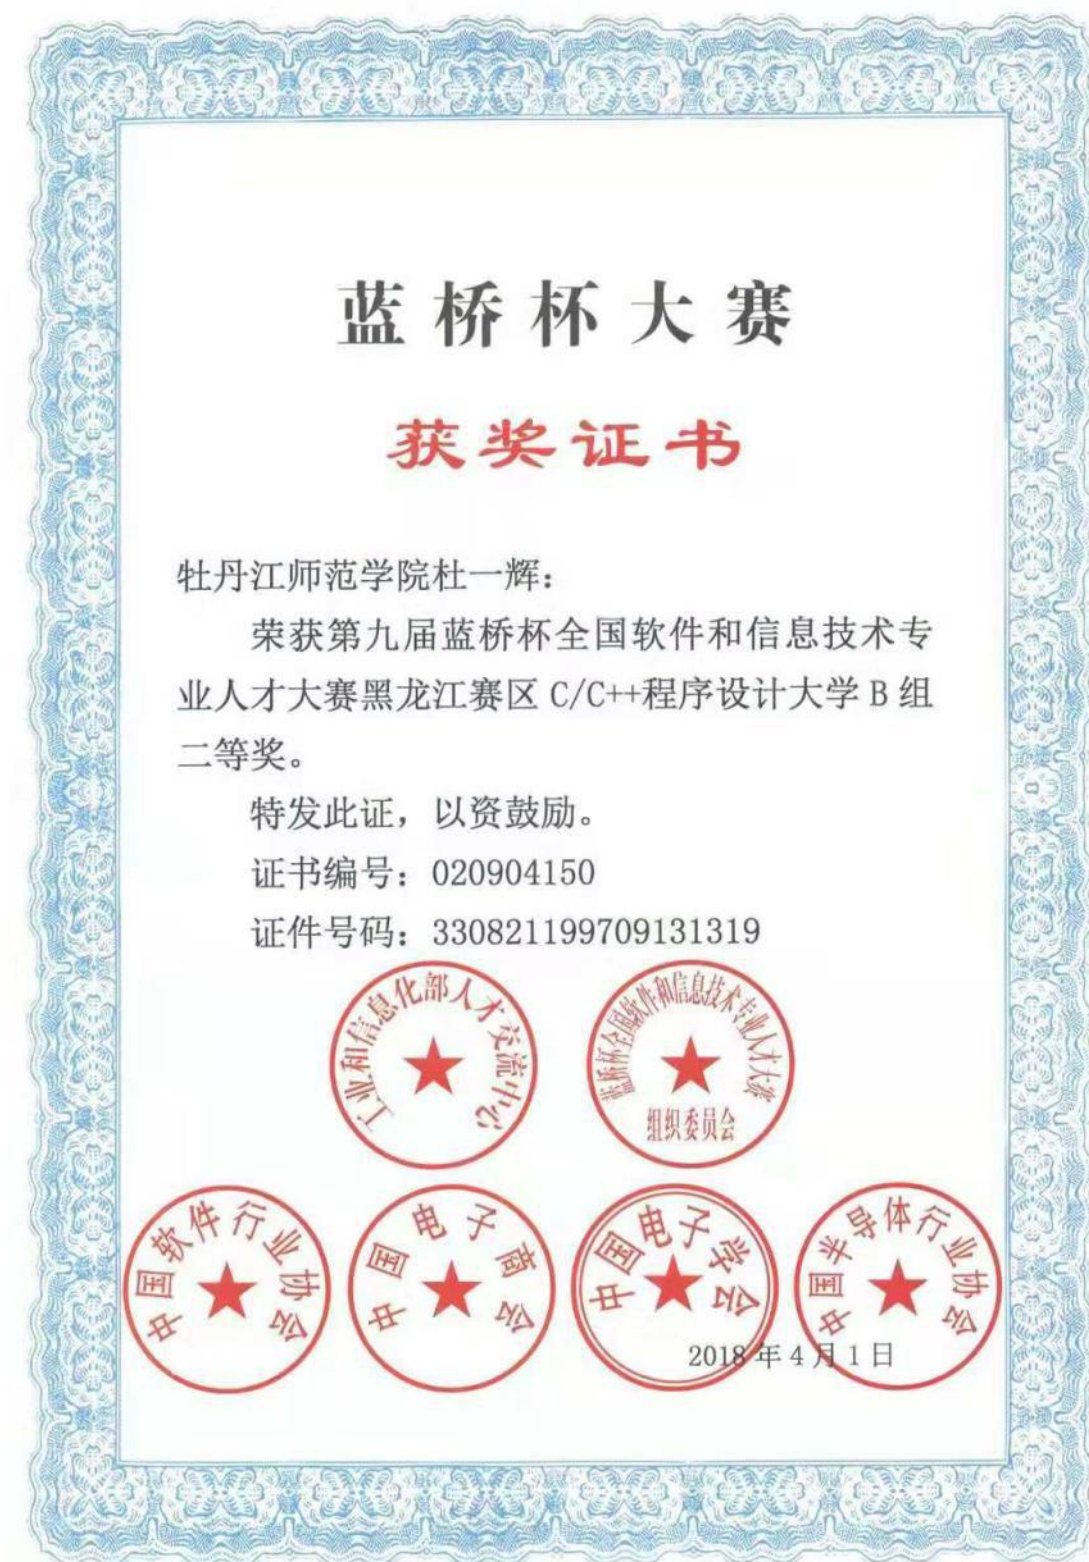 蓝桥杯大赛
获奖证书
牡丹江师范学院杜一辉：
荣获第九届蓝桥杯全国软件和信息技术专
业人才大赛黑龙江赛区 C/C++程序设计大学 B 组
二等奖。
特发此证，以资鼓励。
证书编号：020904150
证件号码：330821199709131319
工业和信息化部人才交流中心
蓝桥杯全国软件和信息技术专业人才大赛
组织委员会
中国软件行业协会
中国电子商会
中国电子学会
中国半导体行业协会
2018 年 4 月 1 日